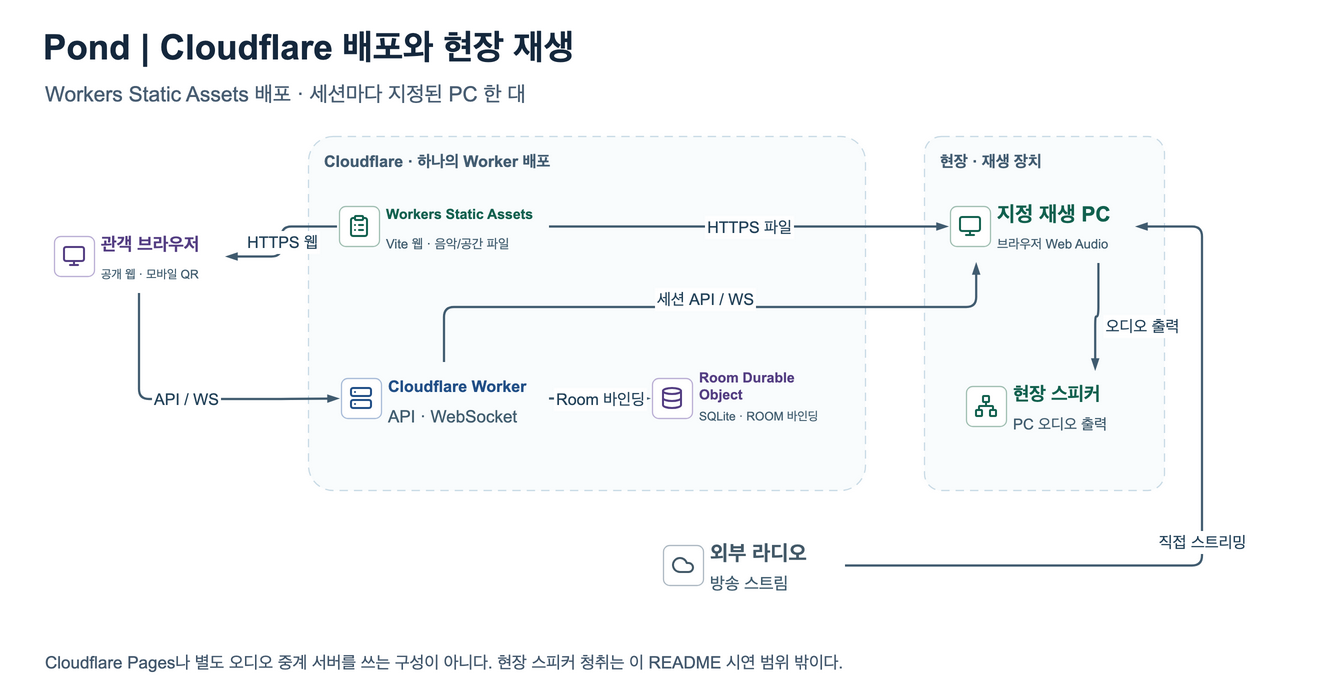 Pond | Cloudflare 배포와 현장 재생
Workers Static Assets 배포 · 세션마다 지정된 PC 한 대
Cloudflare · 하나의 Worker 배포
현장 · 재생 장치
Workers Static Assets
Vite 웹 · 음악/공간 파일
HTTPS 파일
지정 재생 PC
브라우저 Web Audio
관객 브라우저
공개 웹 · 모바일 QR
HTTPS 웹
세션 API / WS
오디오 출력
API / WS
Cloudflare Worker
API · WebSocket
Room 바인딩
Room Durable
Object
SQLite · ROOM 바인딩
현장 스피커
PC 오디오 출력
외부 라디오
방송 스트림
직접 스트리밍
Cloudflare Pages나 별도 오디오 중계 서버를 쓰는 구성이 아니다. 현장 스피커 청취는 이 README 시연 범위 밖이다.